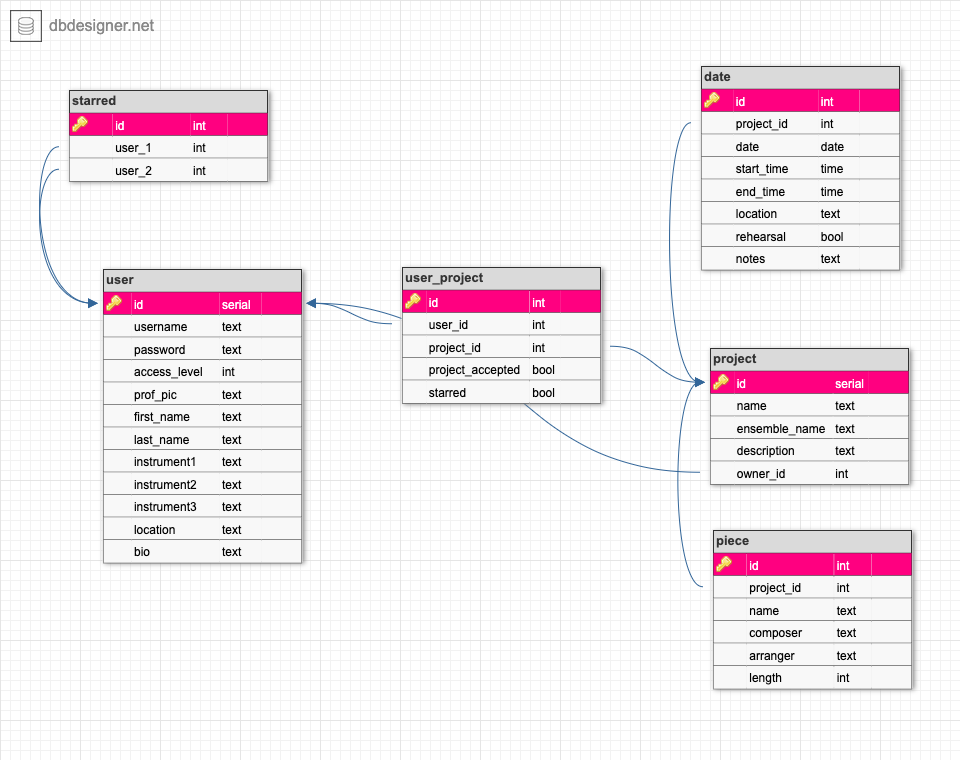 dbdesigner.net
starred
id int
user_1 int
user_2 int
date
id int
project_id int
date date
start_time time
end_time time
location text
rehearsal bool
notes text
user
id serial
username text
password text
access_level int
prof_pic text
first_name text
last_name text
instrument1 text
instrument2 text
instrument3 text
location text
bio text
user_project
id int
user_id int
project_id int
project_accepted bool
starred bool
project
id serial
name text
ensemble_name text
description text
owner_id int
piece
id int
project_id int
name text
composer text
arranger text
length int